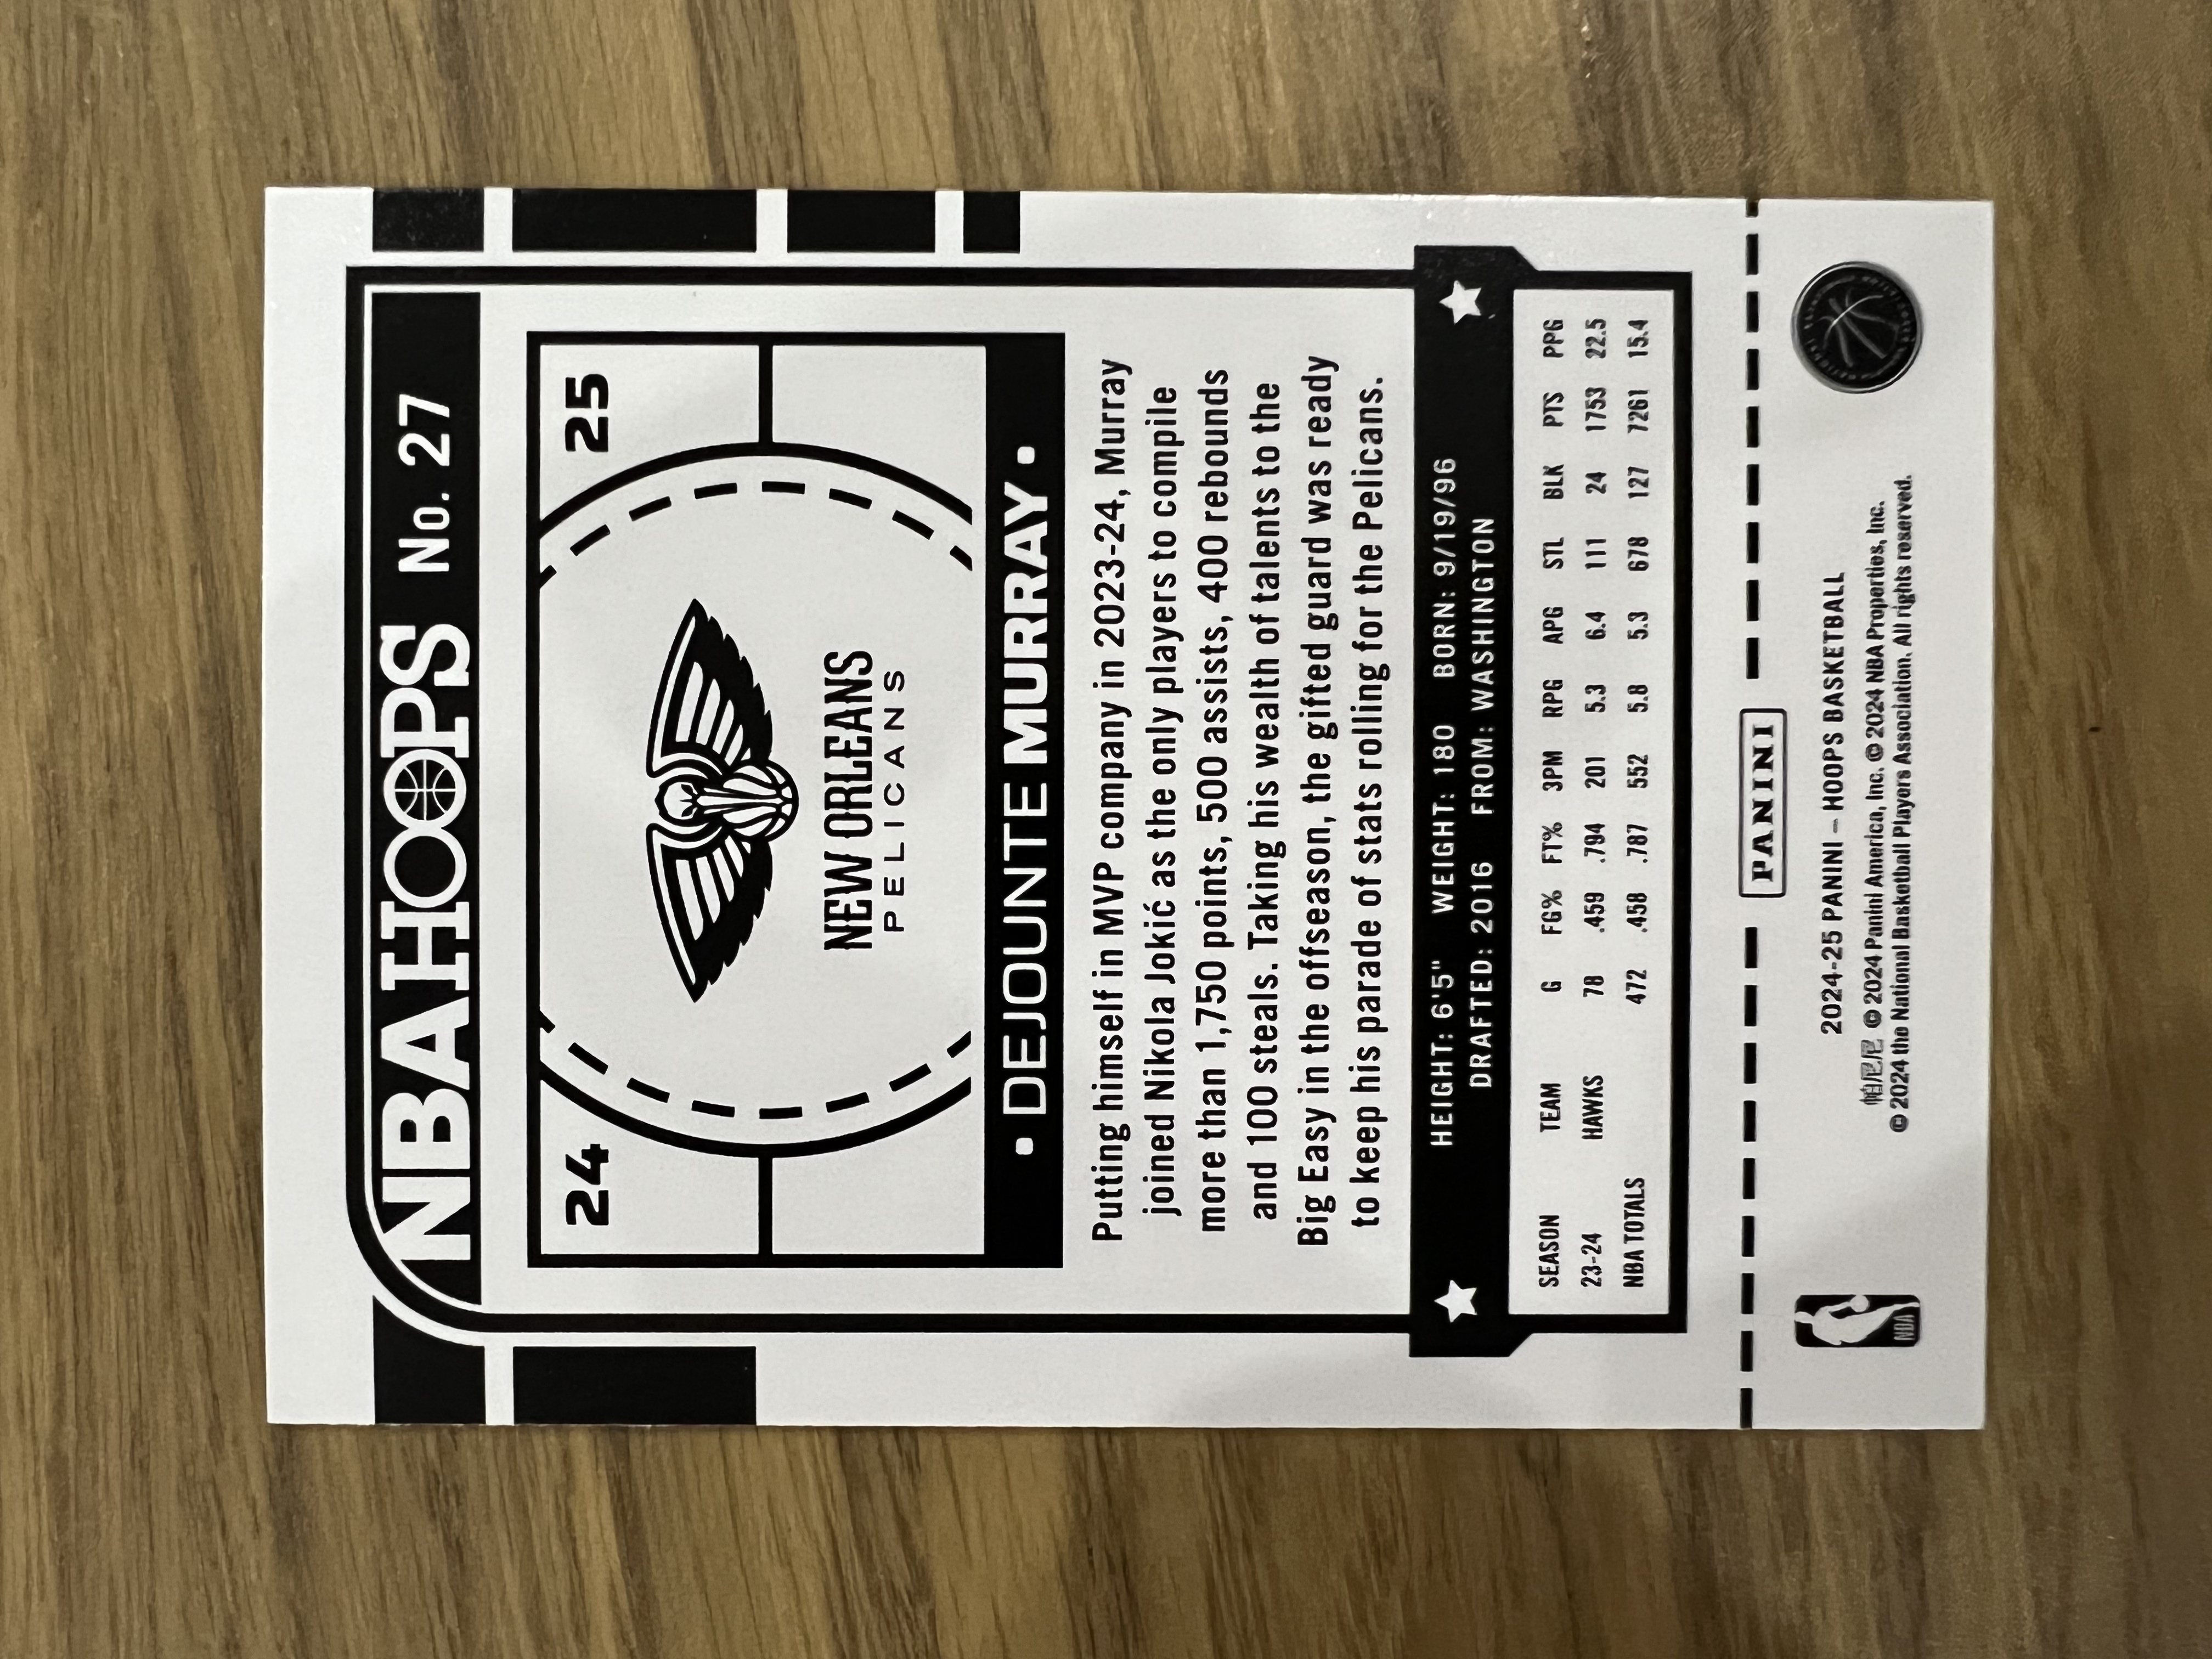 NBA HOOPS No. 27
24 25
NEW ORLEANS
PELICANS
• DEJOUNTE MURRAY •
Putting himself in MVP company in 2023-24, Murray
joined Nikola Jokić as the only players to compile
more than 1,750 points, 500 assists, 400 rebounds
and 100 steals. Taking his wealth of talents to the
Big Easy in the offseason, the gifted guard was ready
to keep his parade of stats rolling for the Pelicans.
HEIGHT: 6'5" WEIGHT: 180 BORN: 9/19/96
DRAFTED: 2016 FROM: WASHINGTON
SEASON TEAM G FG% FT% 3PM RPG APG STL BLK PTS PPG
23-24 HAWKS 78 .459 .794 201 5.3 6.4 111 24 1753 22.5
NBA TOTALS 472 .458 .787 552 5.8 5.3 678 127 7261 15.4
PANINI
2024-25 PANINI – HOOPS BASKETBALL
帕尼尼 © 2024 Panini America, Inc. © 2024 NBA Properties, Inc.
© 2024 the National Basketball Players Association. All rights reserved.
NBA